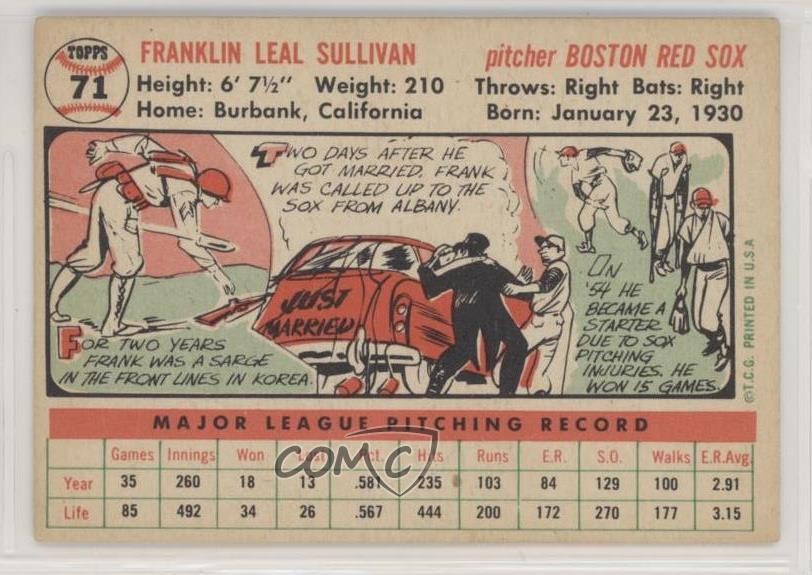 TOPPS
71
FRANKLIN LEAL SULLIVAN
pitcher BOSTON RED SOX
Height: 6' 7½" Weight: 210
Throws: Right Bats: Right
Home: Burbank, California
Born: January 23, 1930
FOR TWO YEARS
FRANK WAS A SARGE
IN THE FRONT LINES IN KOREA.
TWO DAYS AFTER HE
GOT MARRIED, FRANK
WAS CALLED UP TO THE
SOX FROM ALBANY.
JUST
MARRIED
ON
'54 HE
BECAME A
STARTER
DUE TO SOX
PITCHING
INJURIES. HE
WON 15 GAMES.
©T.C.G. PRINTED IN U.S.A
MAJOR LEAGUE PITCHING RECORD
Games Innings Won Lost Pct. Hits Runs E.R. S.O. Walks E.R.Avg.
Year 35 260 18 13 .581 235 103 84 129 100 2.91
Life 85 492 34 26 .567 444 200 172 270 177 3.15
COMC